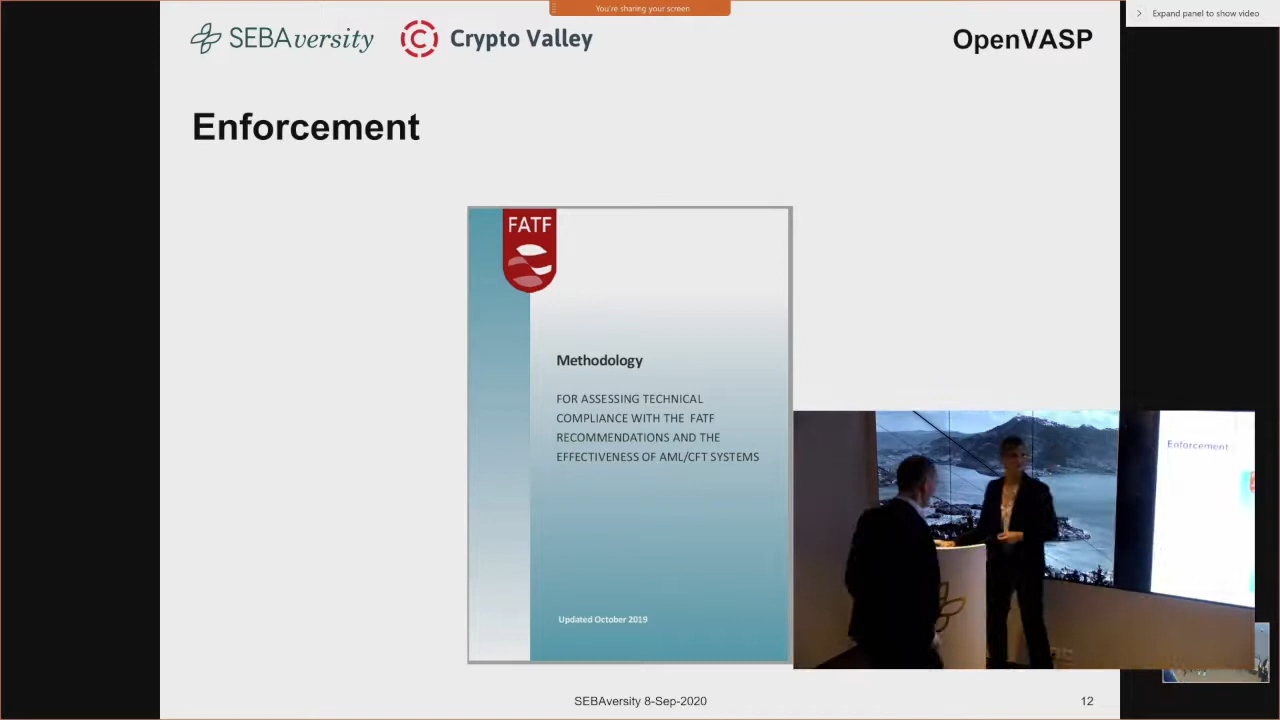 You're sharing your screen
Expand panel to show video
SEBAversity
Crypto Valley
OpenVASP
Enforcement
FATF
Methodology
FOR ASSESSING TECHNICAL
COMPLIANCE WITH THE FATF
RECOMMENDATIONS AND THE
EFFECTIVENESS OF AML/CFT SYSTEMS
Updated October 2019
Enforcement
SEBAversity 8-Sep-2020
12